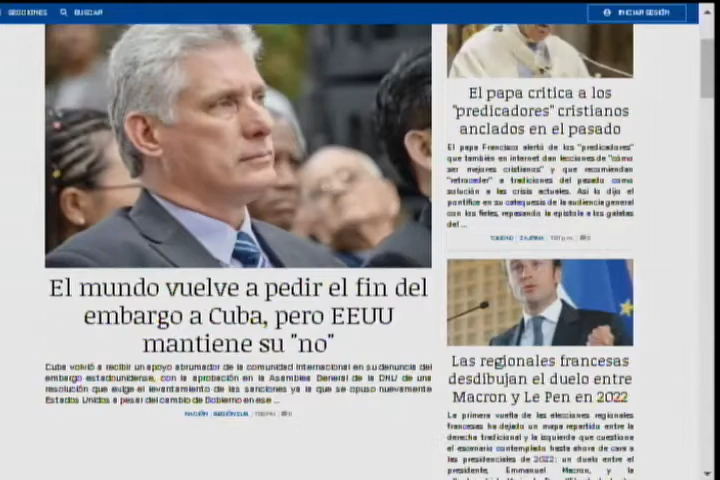 SECCIONES
BUSCAR
INICIAR SESIÓN
El mundo vuelve a pedir el fin del
embargo a Cuba, pero EEUU
mantiene su "no"
Cuba volvió a recibir un apoyo abrumador de la comunidad internacional en su denuncia del
embargo estadounidense, con la aprobación en la Asamblea General de la ONU de una
resolución que exige el levantamiento de las sanciones ya la que se opuso nuevamente
Estados Unidos a pesar del cambio de Gobierno en ese ...
El papa critica a los
"predicadores" cristianos
anclados en el pasado
El papa Francisco alertó de los "predicadores"
que también en internet dan lecciones de "cómo
ser mejores cristianos" y que recomiendan
"retroceder" a tradiciones del pasado como
solución a las crisis actuales. Así lo dijo el
pontífice en su catequesis de la audiencia general
con los fieles, repasando la epístola a los gálatas
del ...
Las regionales francesas
desdibujan el duelo entre
Macron y Le Pen en 2022
La primera vuelta de las elecciones regionales
francesas ha dejado un mapa repartido entre la
derecha tradicional y la izquierda que cuestiona
el escenario contemplado hasta ahora de cara a
las presidenciales de 2022: un duelo entre el
presidente, Emmanuel Macron, y la